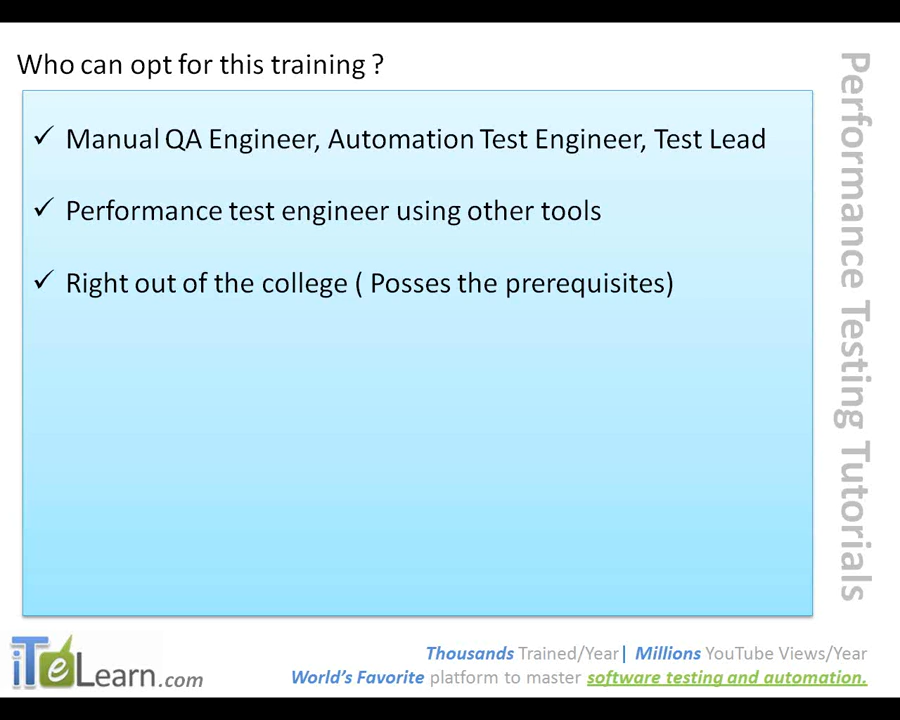 Who can opt for this training ?
✓ Manual QA Engineer, Automation Test Engineer, Test Lead
✓ Performance test engineer using other tools
✓ Right out of the college ( Posses the prerequisites)
Performance Testing Tutorials
iTeLearn.com
Thousands Trained/Year| Millions YouTube Views/Year
World's Favorite platform to master software testing and automation.